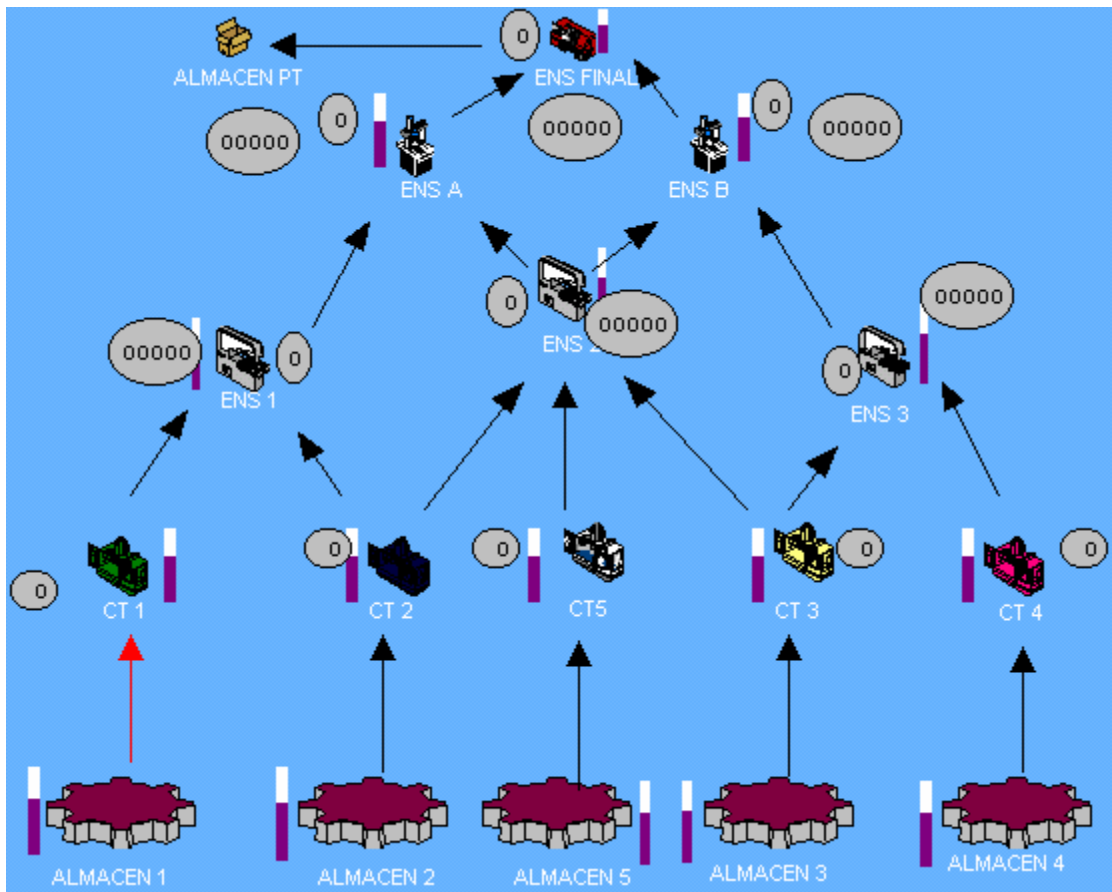 0
ALMACEN PT
ENS FINAL
0
0
00000
00000
00000
ENS A
ENS B
0
00000
00000
ENS 2
00000
0
0
ENS 1
ENS 3
0
0
0
0
0
0
CT 1
CT 2
CT5
CT 3
CT 4
ALMACEN 1
ALMACEN 2
ALMACEN 5
ALMACEN 3
ALMACEN 4